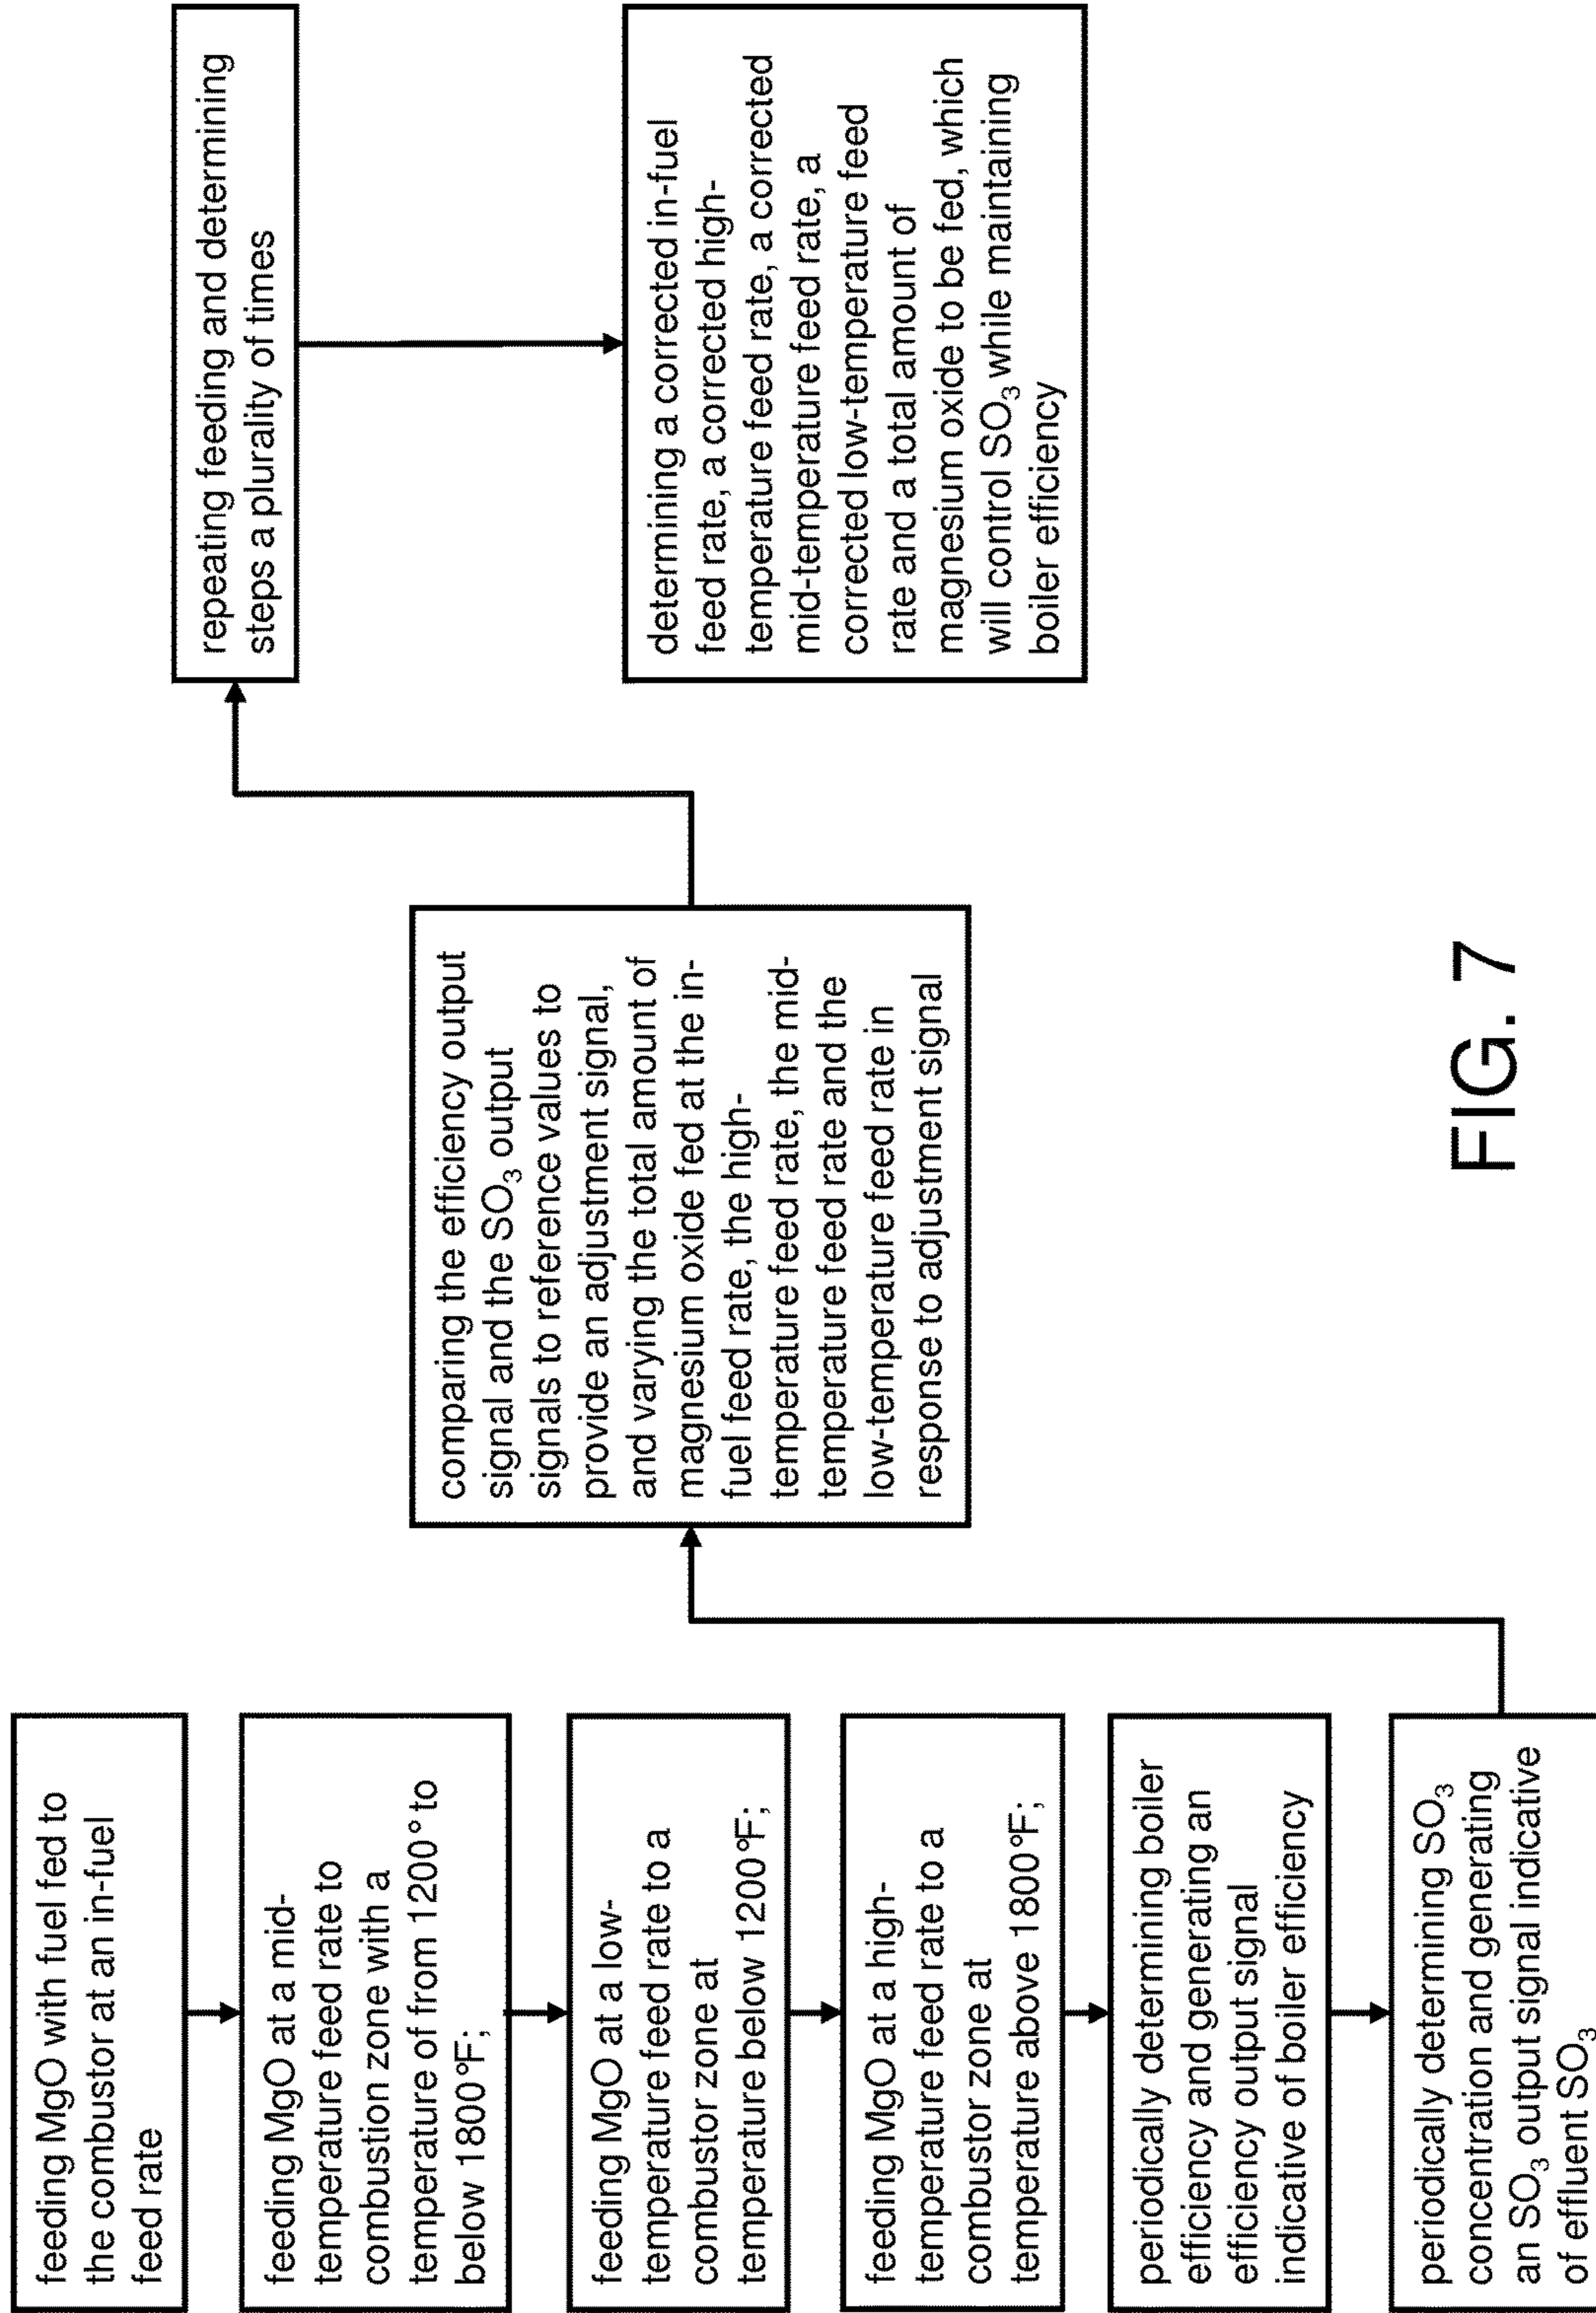 feeding MgO with fuel fed to
the combustor at an in-fuel
feed rate
feeding MgO at a mid-
temperature feed rate to
combustion zone with a
temperature of from 1200° to
below 1800°F;
feeding MgO at a low-
temperature feed rate to a
combustor zone at
temperature below 1200°F;
feeding MgO at a high-
temperature feed rate to a
combustor zone at
temperature above 1800°F;
periodically determining boiler
efficiency and generating an
efficiency output signal
indicative of boiler efficiency
periodically determining SO₃
concentration and generating
an SO₃ output signal indicative
of effluent SO₃
comparing the efficiency output
signal and the SO₃ output
signals to reference values to
provide an adjustment signal,
and varying the total amount of
magnesium oxide fed at the in-
fuel feed rate, the high-
temperature feed rate, the mid-
temperature feed rate and the
low-temperature feed rate in
response to adjustment signal
repeating feeding and determining
steps a plurality of times
determining a corrected in-fuel
feed rate, a corrected high-
temperature feed rate, a corrected
mid-temperature feed rate, a
corrected low-temperature feed
rate and a total amount of
magnesium oxide to be fed, which
will control SO₃ while maintaining
boiler efficiency
FIG. 7